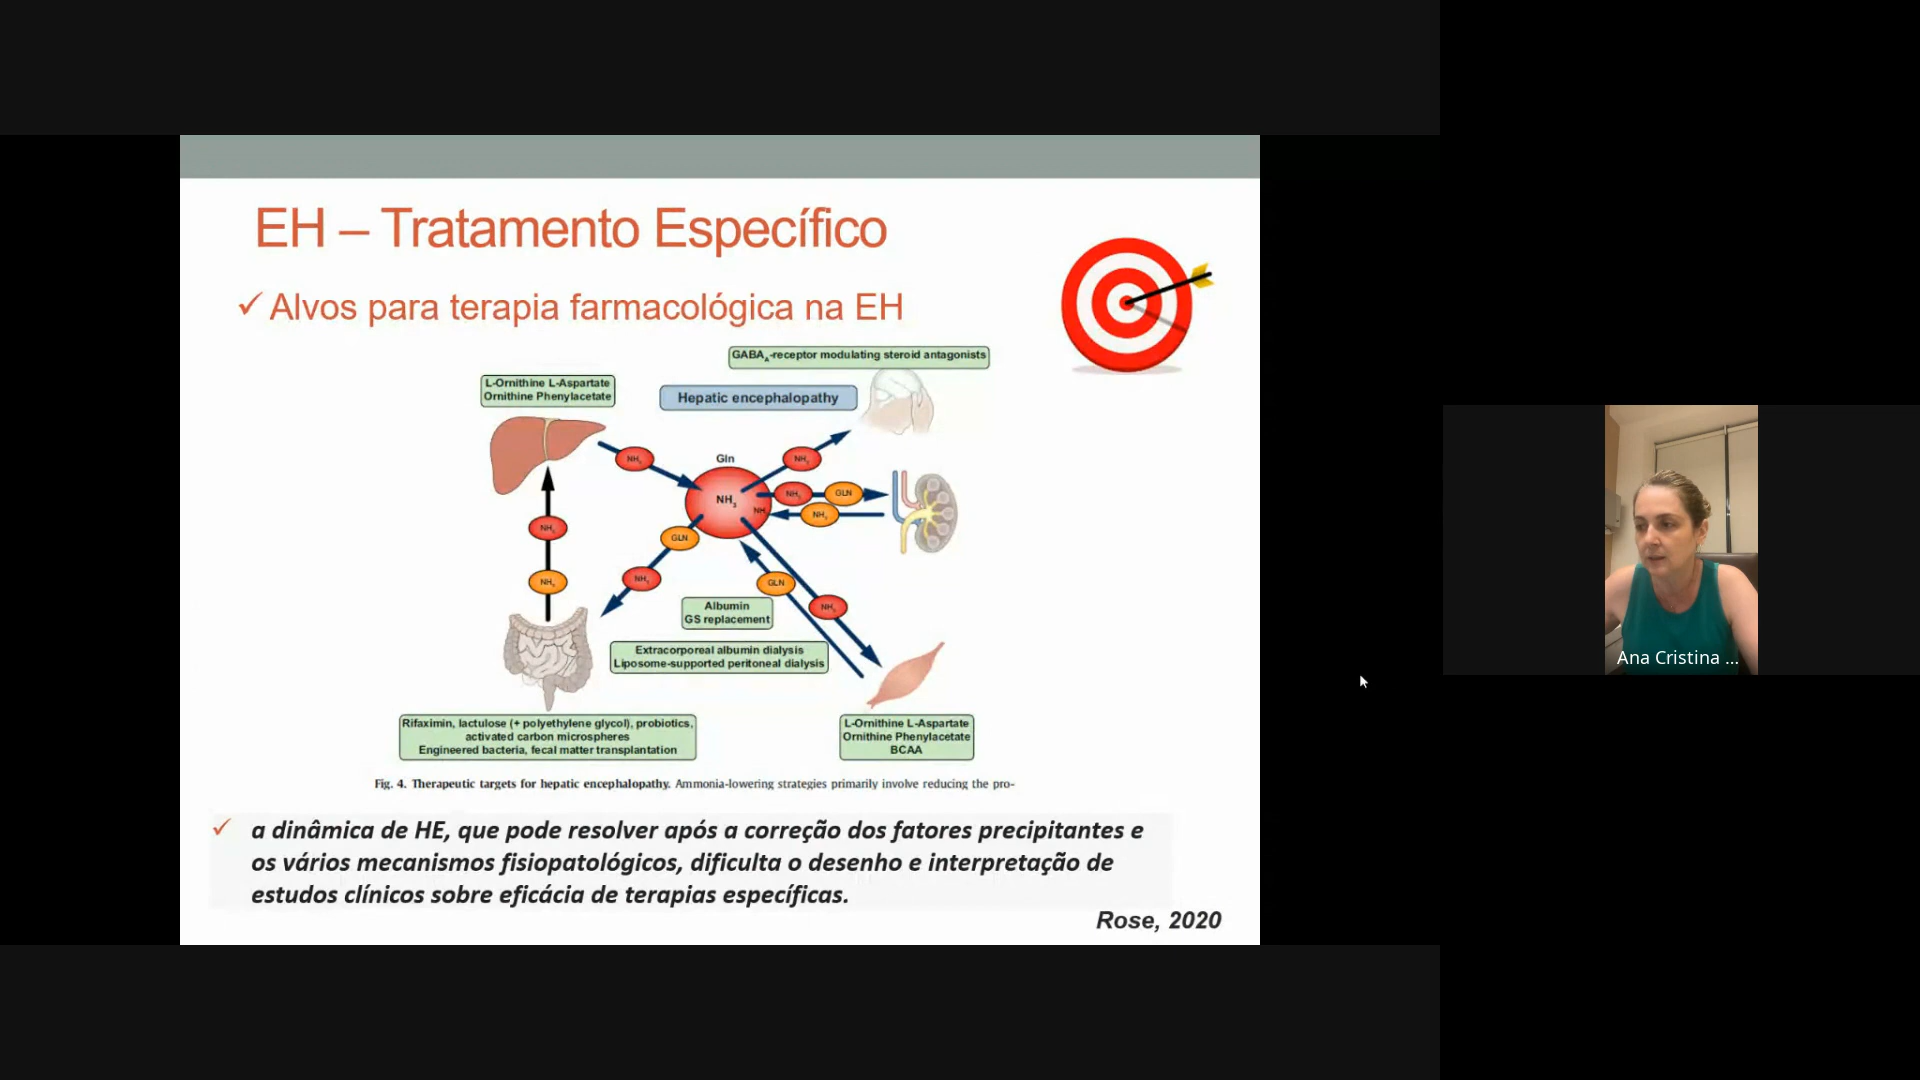 EH – Tratamento Específico
✓ Alvos para terapia farmacológica na EH
GABA_A-receptor modulating steroid antagonists
L-Ornithine L-Aspartate
Ornithine Phenylacetate
Hepatic encephalopathy
NH₃
Gln
NH₃
NH₃
NH₃
GLN
NH₃
NH
NH₃
NH₃
GLN
NH₃
NH₃
GLN
NH₃
Albumin
GS replacement
Extracorporeal albumin dialysis
Liposome-supported peritoneal dialysis
Rifaximin, lactulose (+ polyethylene glycol), probiotics,
activated carbon microspheres
Engineered bacteria, fecal matter transplantation
L-Ornithine L-Aspartate
Ornithine Phenylacetate
BCAA
Fig. 4. Therapeutic targets for hepatic encephalopathy. Ammonia-lowering strategies primarily involve reducing the pro-
✓ a dinâmica de HE, que pode resolver após a correção dos fatores precipitantes e
os vários mecanismos fisiopatológicos, dificulta o desenho e interpretação de
estudos clínicos sobre eficácia de terapias específicas.
Rose, 2020
Ana Cristina ...